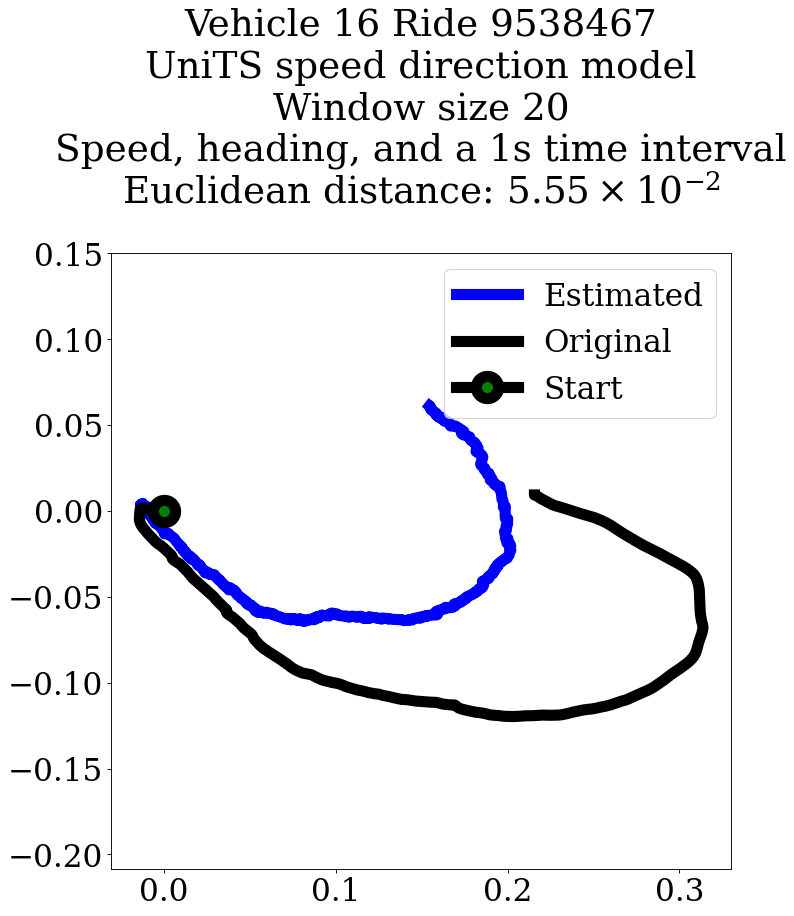 Vehicle 16 Ride 9538467
UniTS speed direction model
Window size 20
Speed, heading, and a 1s time interval
Euclidean distance: 5.55 × 10⁻²
0.15
0.10
0.05
0.00
−0.05
−0.10
−0.15
−0.20
Estimated
Original
Start
0.0 0.1 0.2 0.3